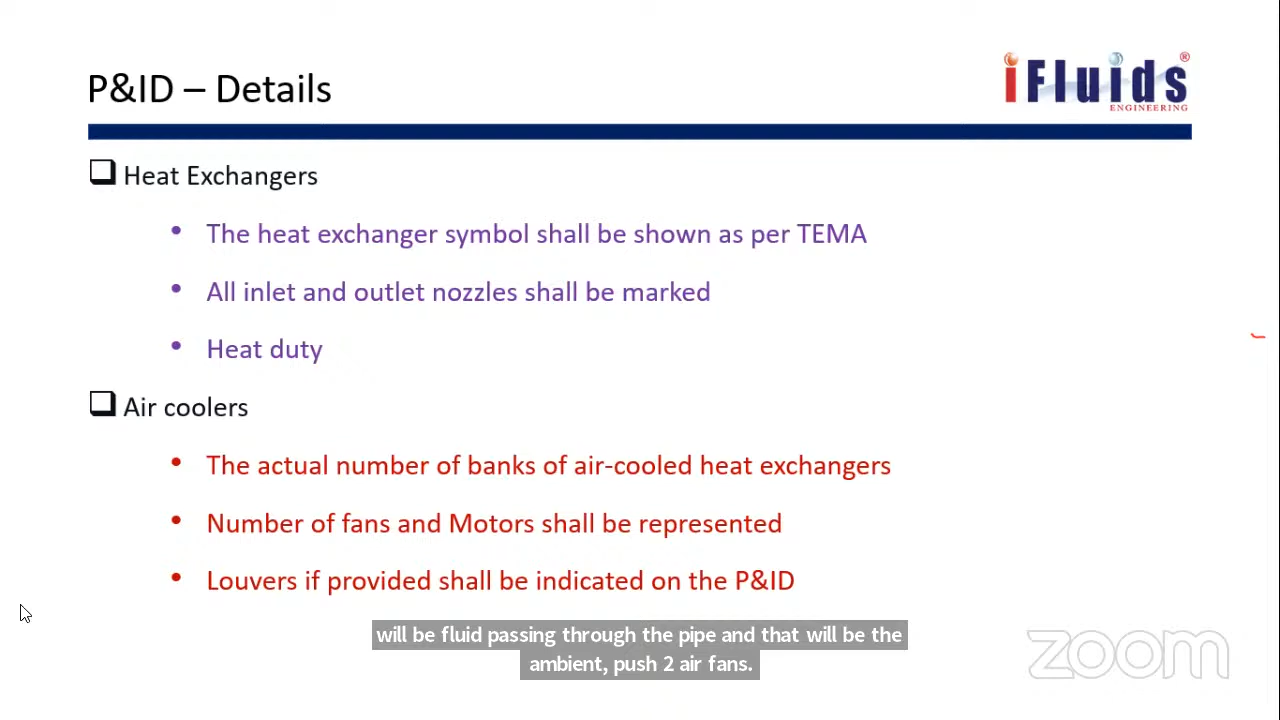 P&ID – Details
iFluids®
ENGINEERING
Heat Exchangers
• The heat exchanger symbol shall be shown as per TEMA
• All inlet and outlet nozzles shall be marked
• Heat duty
Air coolers
• The actual number of banks of air-cooled heat exchangers
• Number of fans and Motors shall be represented
• Louvers if provided shall be indicated on the P&ID
will be fluid passing through the pipe and that will be the
ambient, push 2 air fans.
zoom